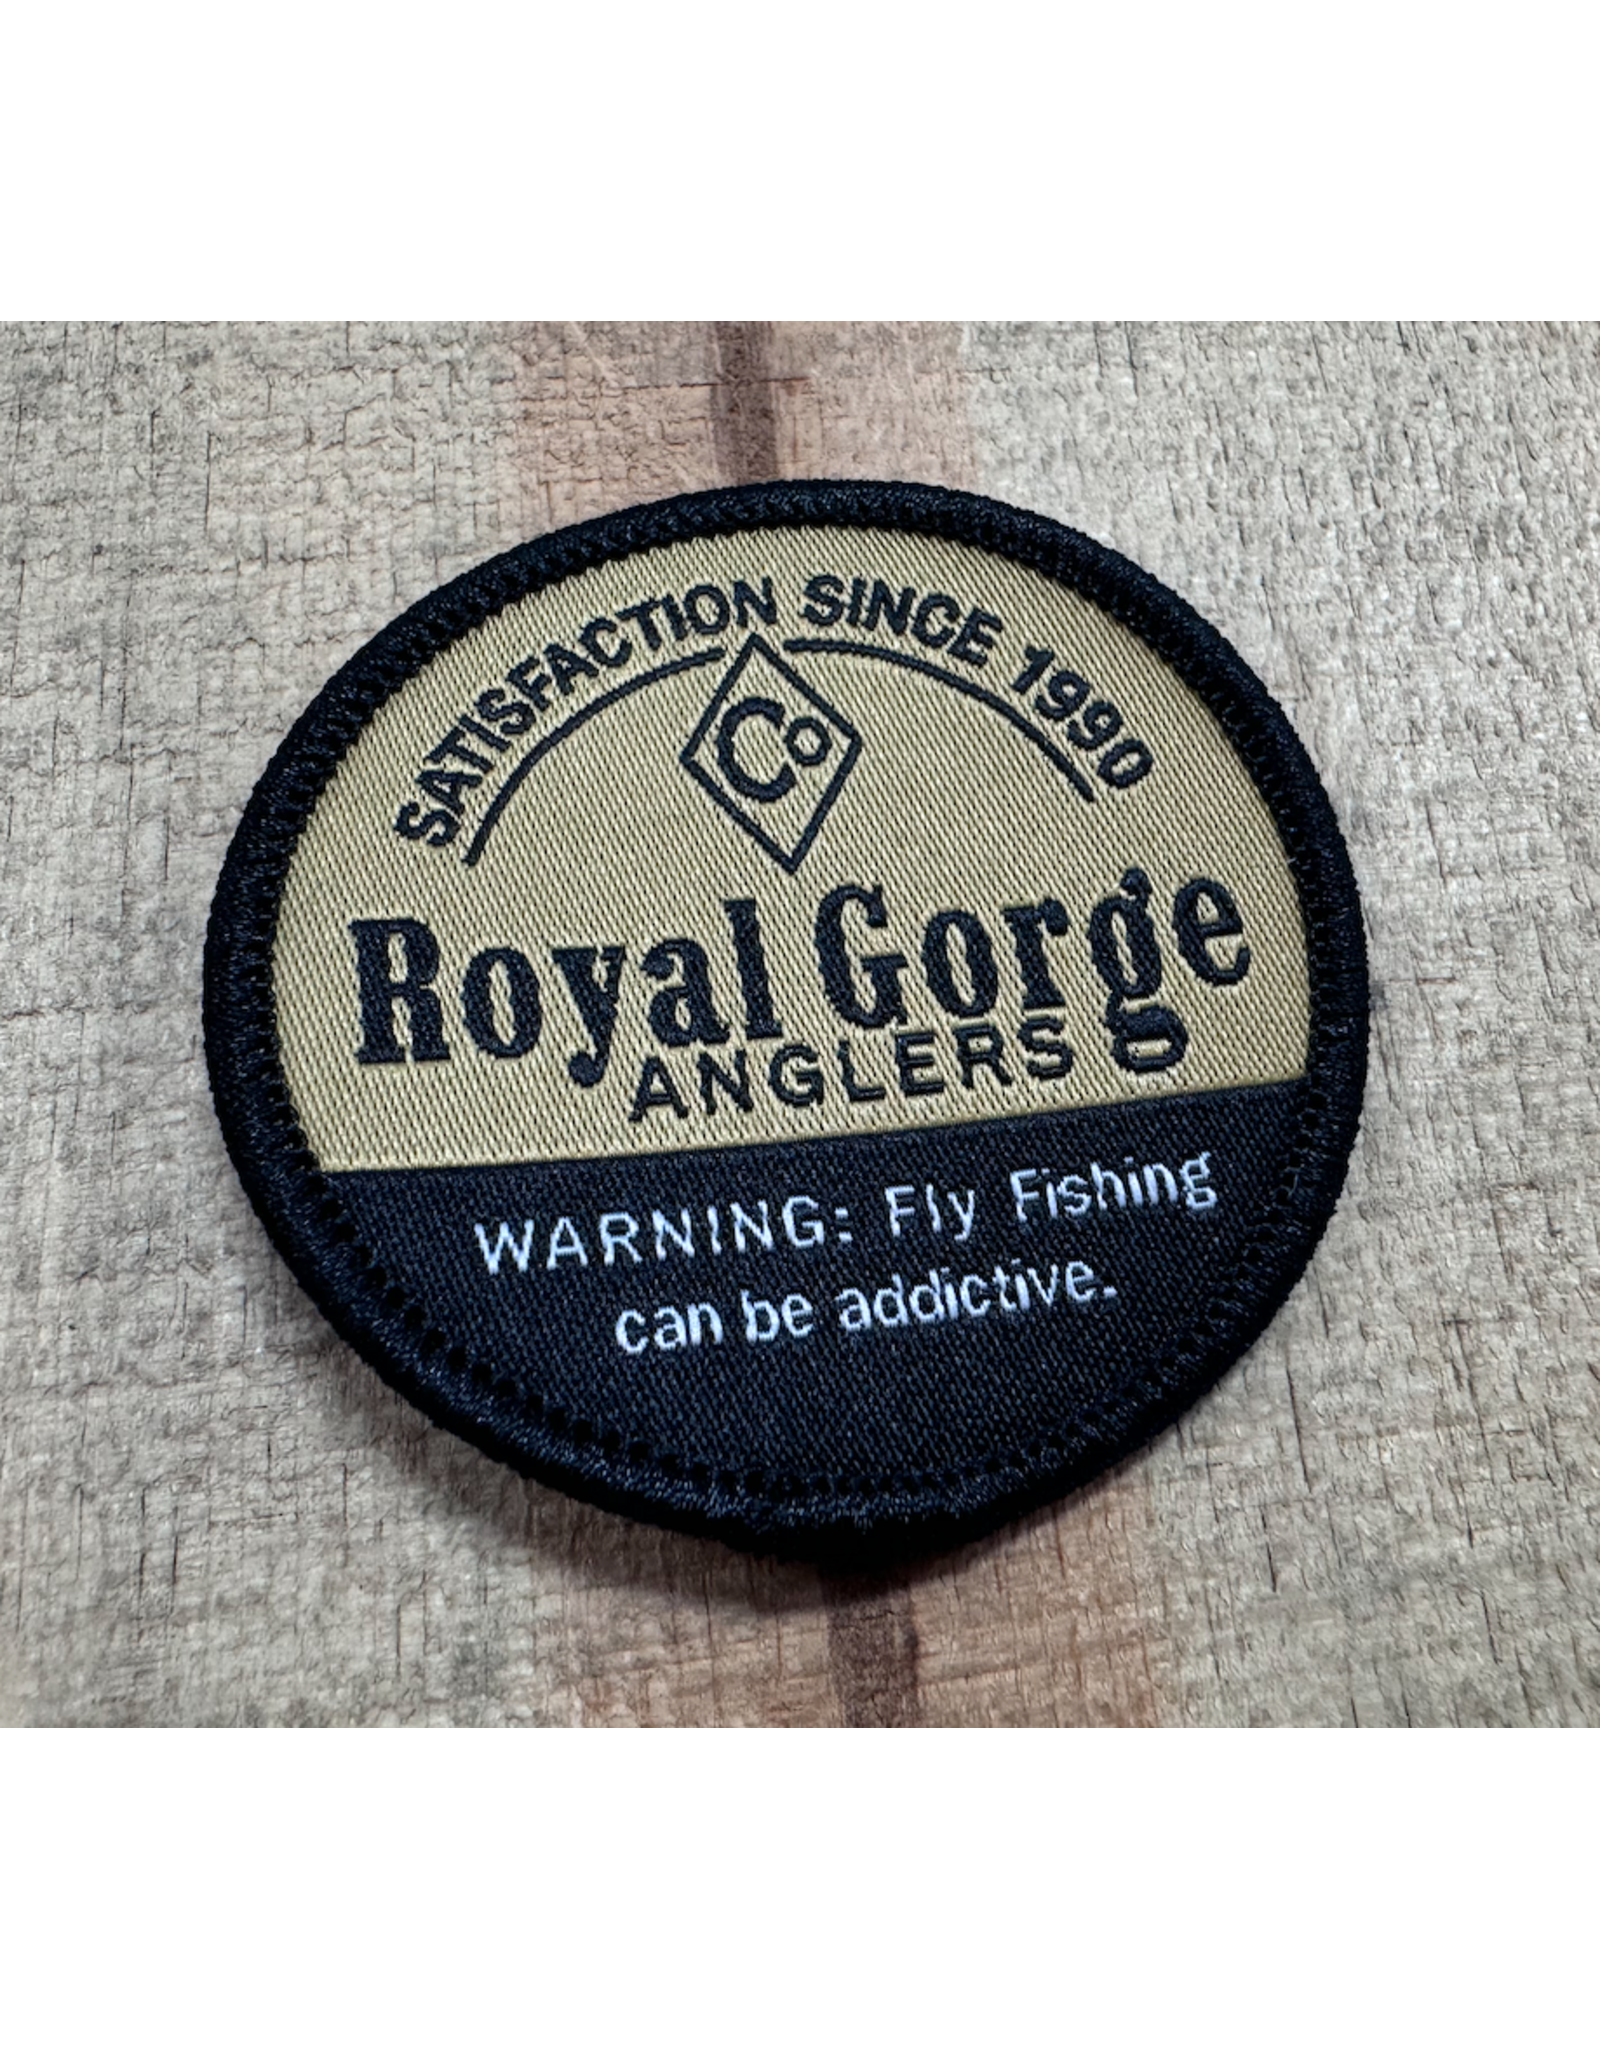 SATISFACTION SINCE 1990
Co
Royal Gorge
ANGLERS
WARNING: Fly Fishing
can be addictive.